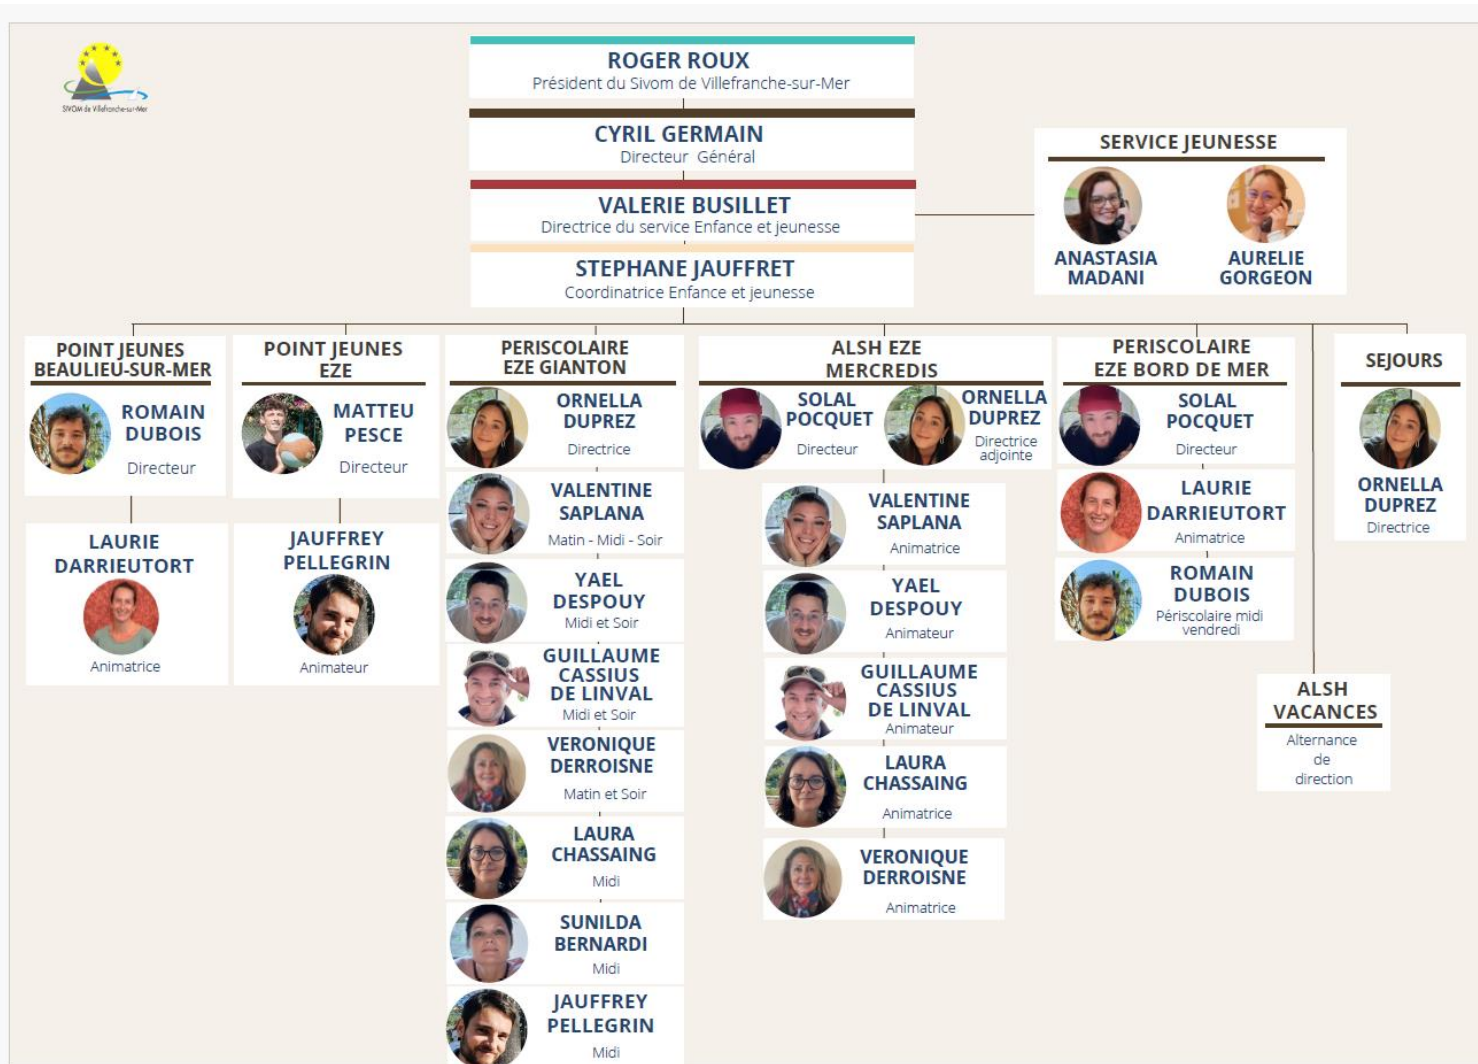 SIVOM de Villefranche-sur-Mer
ROGER ROUX
Président du Sivom de Villefranche-sur-Mer
CYRIL GERMAIN
Directeur Général
VALERIE BUSILLET
Directrice du service Enfance et jeunesse
STEPHANE JAUFFRET
Coordinatrice Enfance et jeunesse
SERVICE JEUNESSE
ANASTASIA
MADANI
AURELIE
GORGEON
POINT JEUNES
BEAULIEU-SUR-MER
ROMAIN
DUBOIS
Directeur
LAURIE
DARRIEUTORT
Animatrice
POINT JEUNES
EZE
MATTEU
PESCE
Directeur
JAUFFREY
PELLEGRIN
Animateur
PERISCOLAIRE
EZE GIANTON
ORNELLA
DUPREZ
Directrice
VALENTINE
SAPLANA
Matin - Midi - Soir
YAEL
DESPOUY
Midi et Soir
GUILLAUME
CASSIUS
DE LINVAL
Midi et Soir
VERONIQUE
DERROISNE
Matin et Soir
LAURA
CHASSAING
Midi
SUNILDA
BERNARDI
Midi
JAUFFREY
PELLEGRIN
Midi
ALSH EZE
MERCREDIS
SOLAL
POCQUET
Directeur
ORNELLA
DUPREZ
Directrice
adjointe
VALENTINE
SAPLANA
Animatrice
YAEL
DESPOUY
Animateur
GUILLAUME
CASSIUS
DE LINVAL
Animateur
LAURA
CHASSAING
Animatrice
VERONIQUE
DERROISNE
Animatrice
PERISCOLAIRE
EZE BORD DE MER
SOLAL
POCQUET
Directeur
LAURIE
DARRIEUTORT
Animatrice
ROMAIN
DUBOIS
Périscolaire midi
vendredi
ALSH
VACANCES
Alternance
de
direction
SEJOURS
ORNELLA
DUPREZ
Directrice